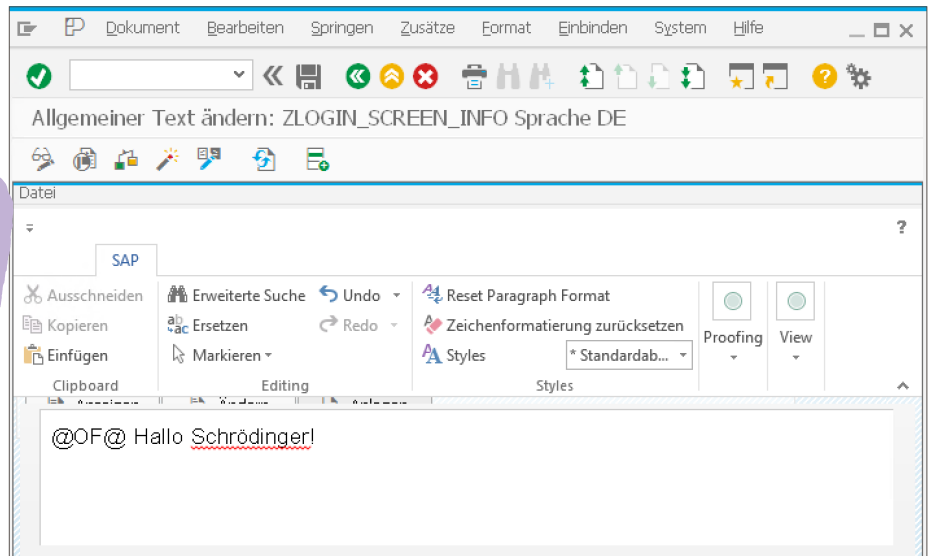 Dokument Bearbeiten Springen Zusätze Format Einbinden System Hilfe
Allgemeiner Text ändern: ZLOGIN_SCREEN_INFO Sprache DE
Datei
?
SAP
Ausschneiden Erweiterte Suche Undo Reset Paragraph Format
Kopieren Ersetzen Redo Zeichenformatierung zurücksetzen Proofing View
Einfügen Markieren Styles * Standardab...
Clipboard Editing Styles
@OF@ Hallo Schrödinger!